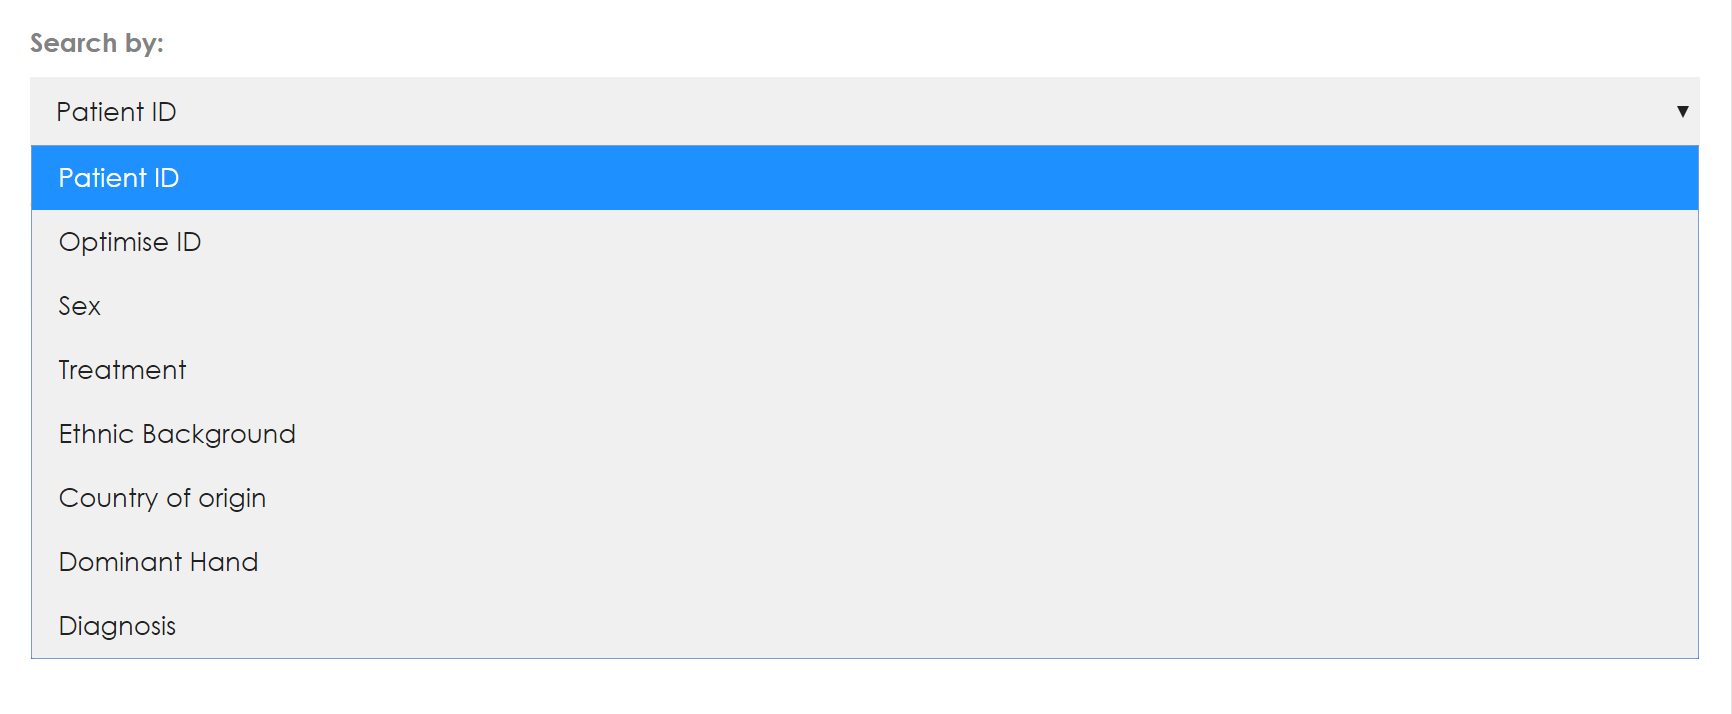 Search by:
Patient ID
Patient ID
Optimise ID
Sex
Treatment
Ethnic Background
Country of origin
Dominant Hand
Diagnosis